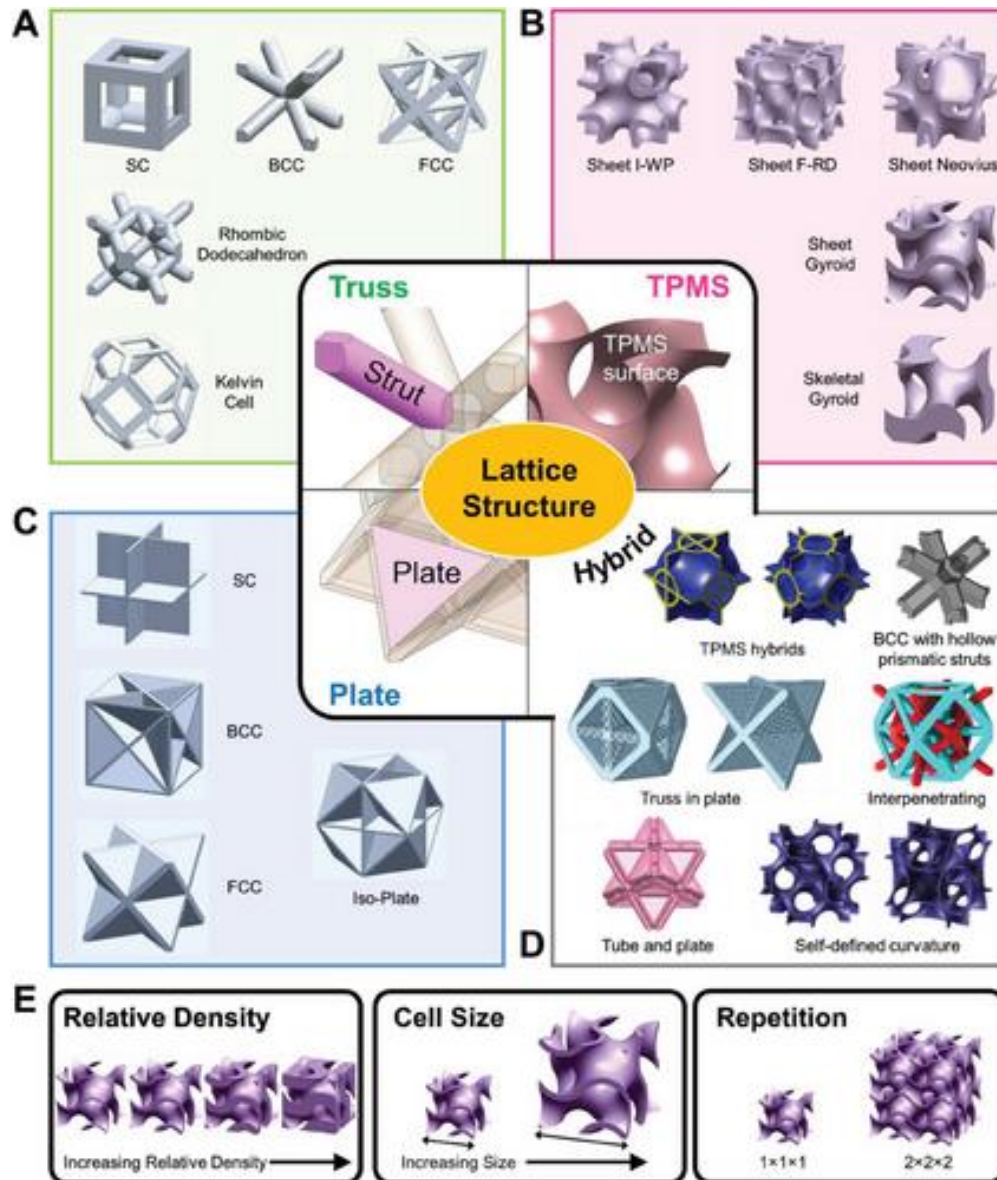 A
SC
BCC
FCC
Rhombic
Dodecahedron
Kelvin
Cell
B
Sheet I-WP
Sheet F-RD
Sheet Neovius
Sheet
Gyroid
Skeletal
Gyroid
Truss
Strut
TPMS
TPMS
surface
Lattice
Structure
Plate
Plate
Hybrid
C
SC
BCC
FCC
Iso-Plate
TPMS hybrids
BCC with hollow
prismatic struts
Truss in plate
Interpenetrating
Tube and plate
Self-defined curvature
D
E
Relative Density
Increasing Relative Density
Cell Size
Increasing Size
Repetition
1×1×1
2×2×2